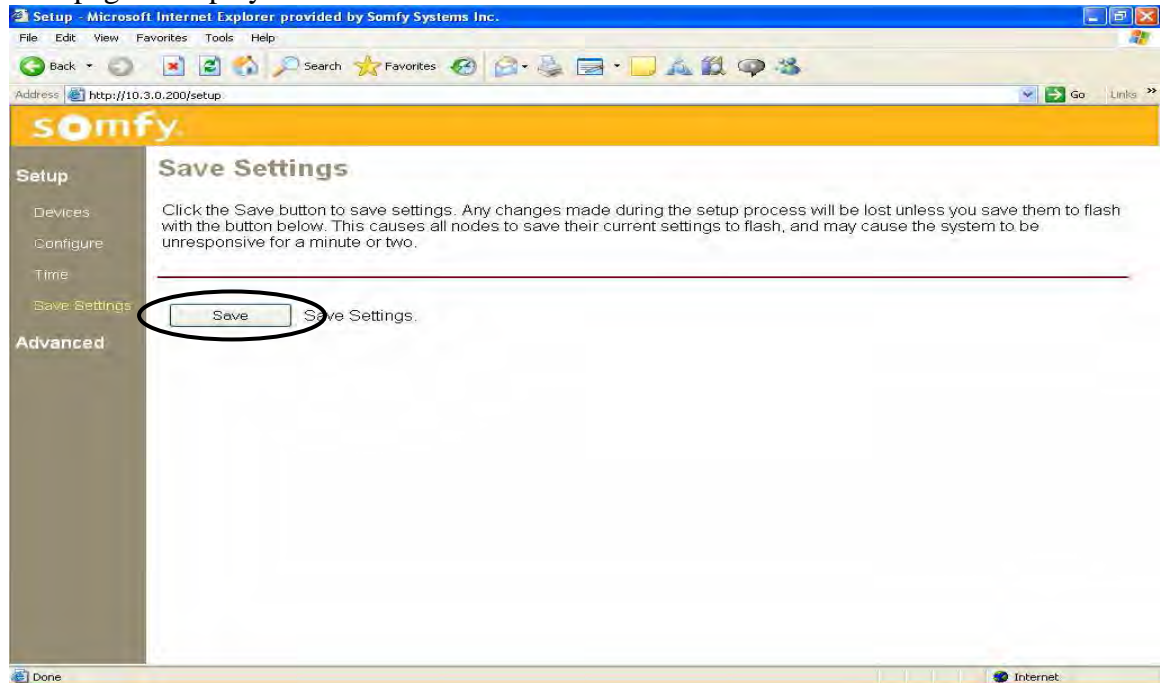 Setup - Microsoft Internet Explorer provided by Somfy Systems Inc.
File Edit View Favorites Tools Help
Back Search Favorites
Address http://10.3.0.200/setup Go Links »
somfy.
Setup
Devices
Configure
Time
Save Settings
Advanced
Save Settings
Click the Save button to save settings. Any changes made during the setup process will be lost unless you save them to flash
with the button below. This causes all nodes to save their current settings to flash, and may cause the system to be
unresponsive for a minute or two.
Save Save Settings.
Done Internet